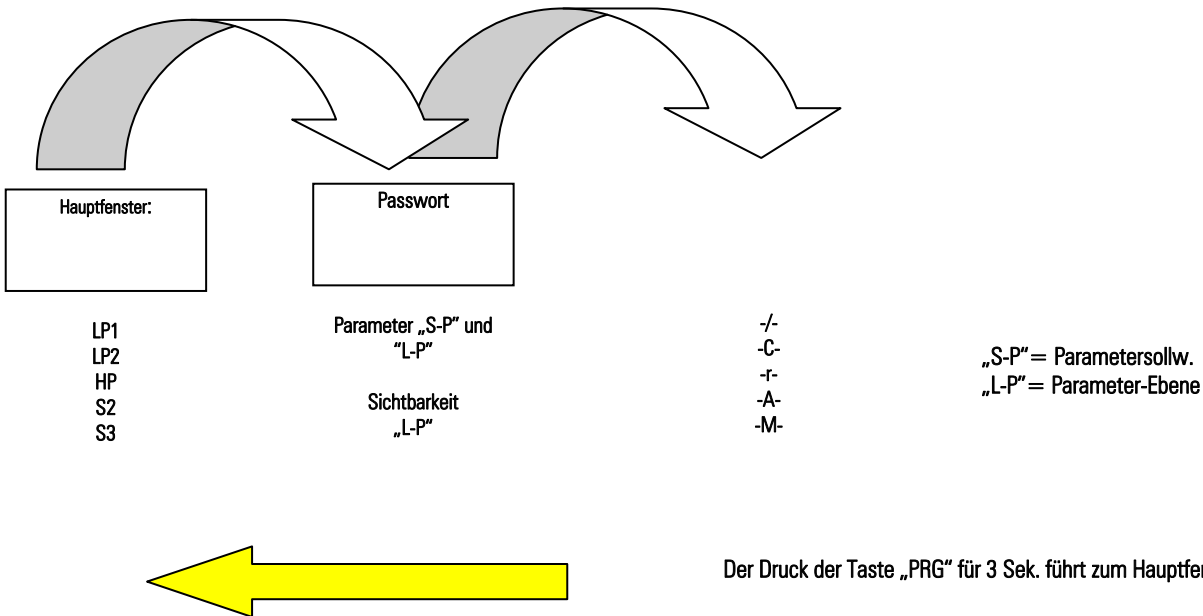 Hauptfenster:
Passwort
LP1
LP2
HP
S2
S3
Parameter „S-P" und
“L-P”
Sichtbarkeit
„L-P“
-/-
-C-
-r-
-A-
-M-
„S-P“= Parametersollw.
„L-P“= Parameter-Ebene
Der Druck der Taste „PRG“ für 3 Sek. führt zum